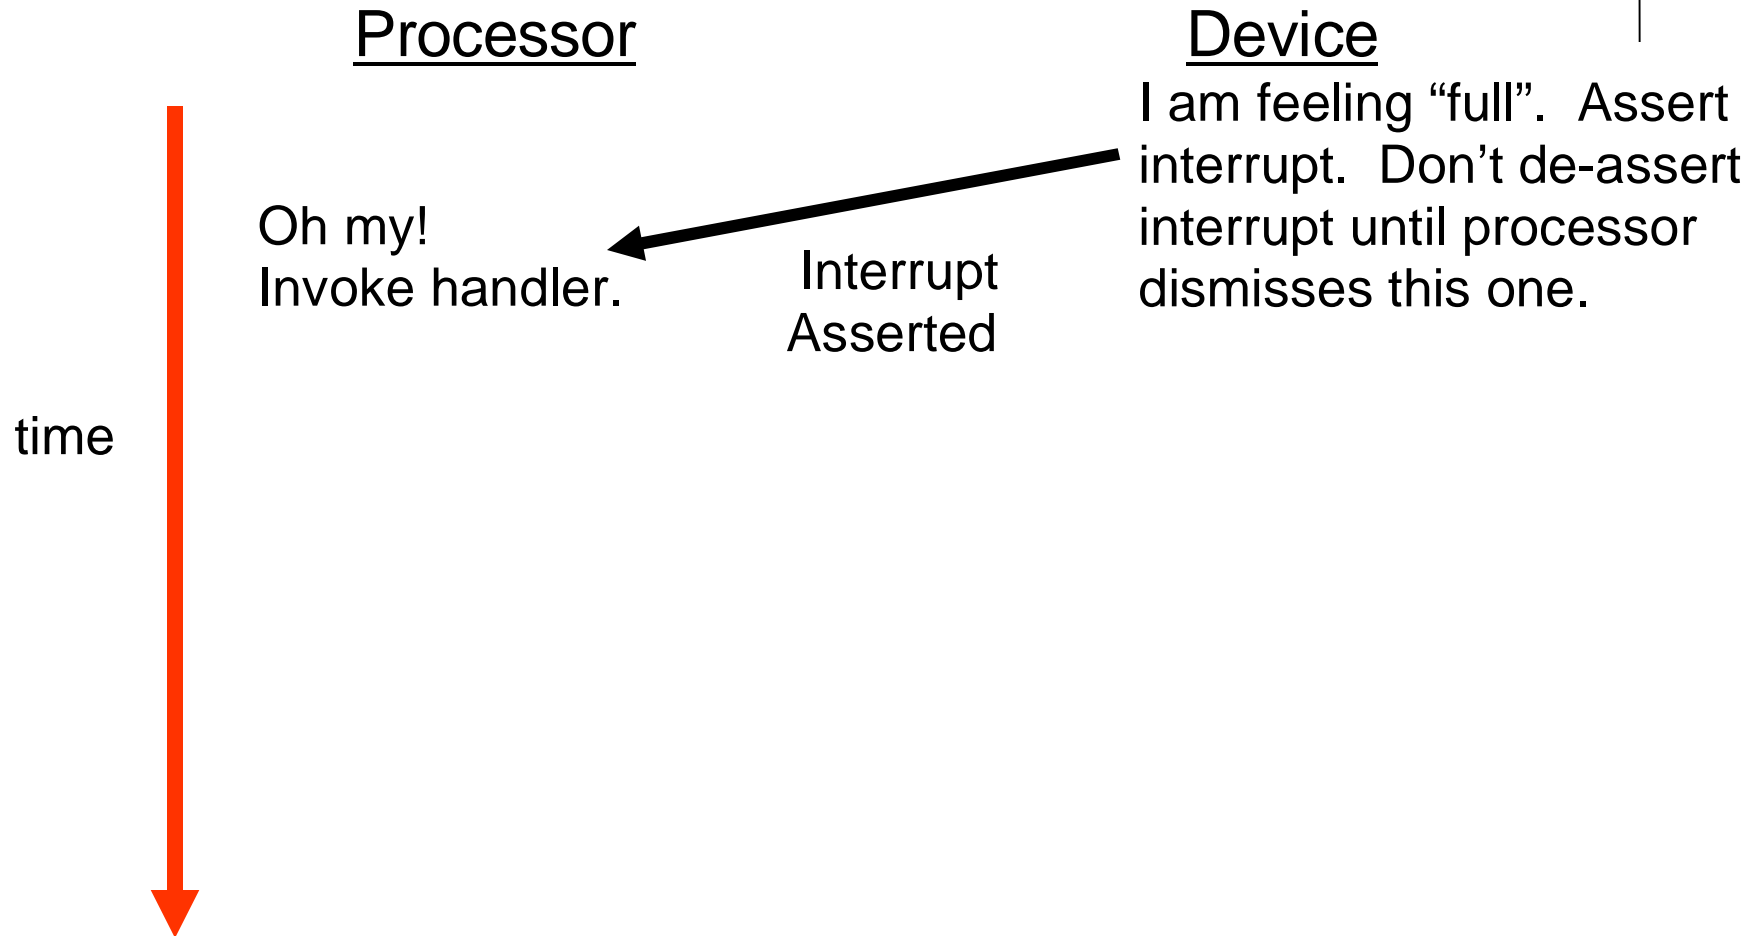 Processor
Device
I am feeling “full”.  Assert
interrupt.  Don’t de-assert
interrupt until processor
dismisses this one.
Oh my!
Invoke handler.
Interrupt
Asserted
time